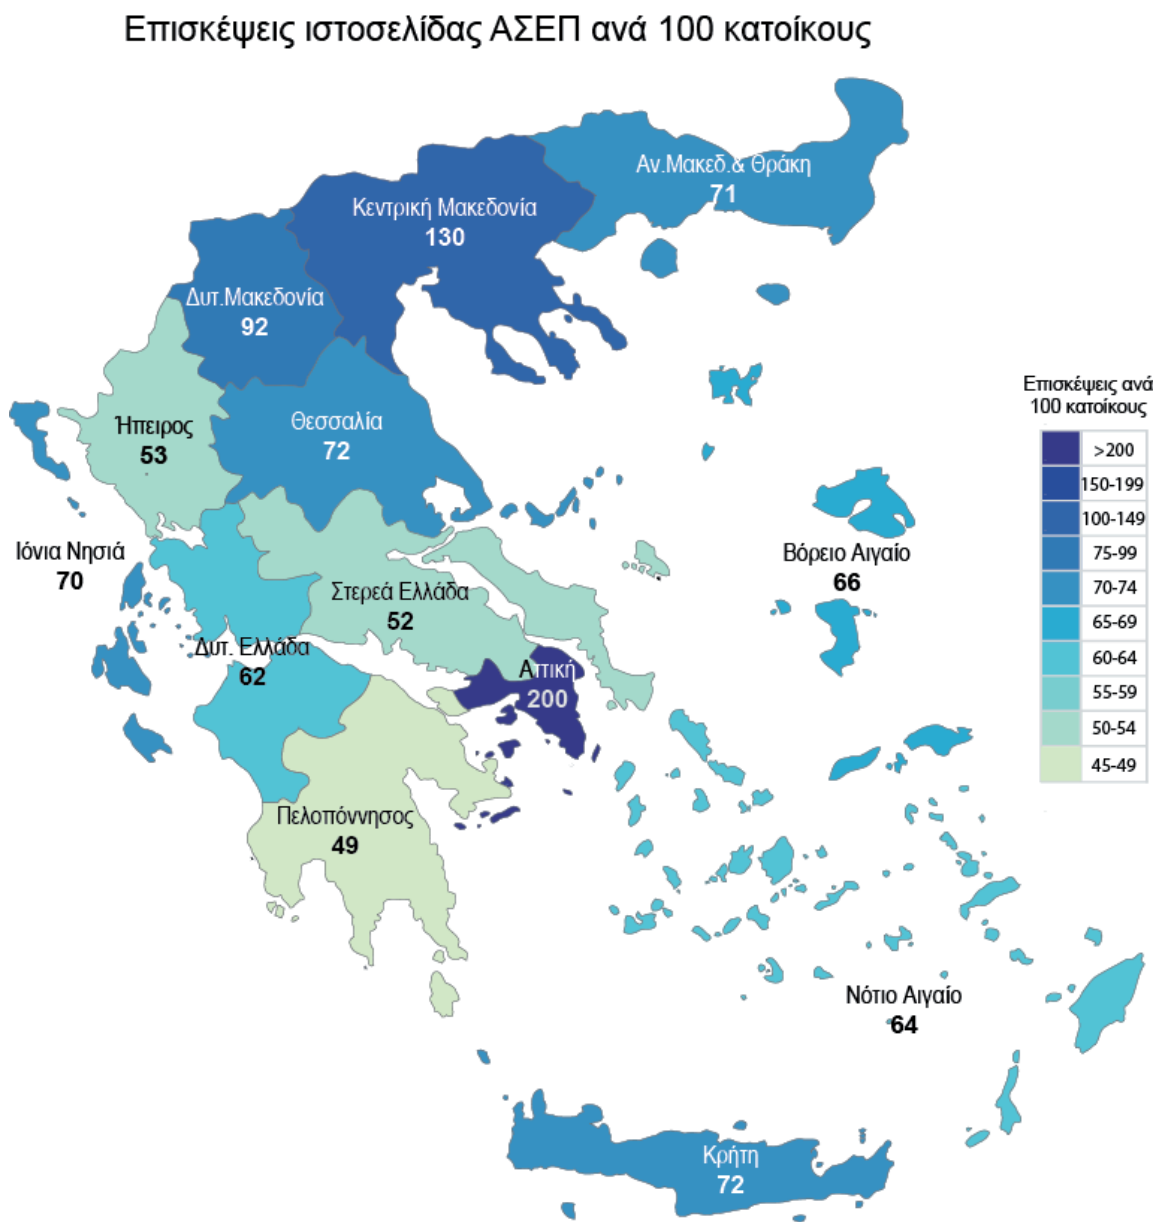 Επισκέψεις ιστοσελίδας ΑΣΕΠ ανά 100 κατοίκους
Αν.Μακεδ.& Θράκη
71
Κεντρική Μακεδονία
130
Δυτ.Μακεδονία
92
Ήπειρος
53
Θεσσαλία
72
Ιόνια Νησιά
70
Στερεά Ελλάδα
52
Βόρειο Αιγαίο
66
Δυτ. Ελλάδα
62
Αττική
200
Πελοπόννησος
49
Νότιο Αιγαίο
64
Κρήτη
72
Επισκέψεις ανά
100 κατοίκους
>200
150-199
100-149
75-99
70-74
65-69
60-64
55-59
50-54
45-49